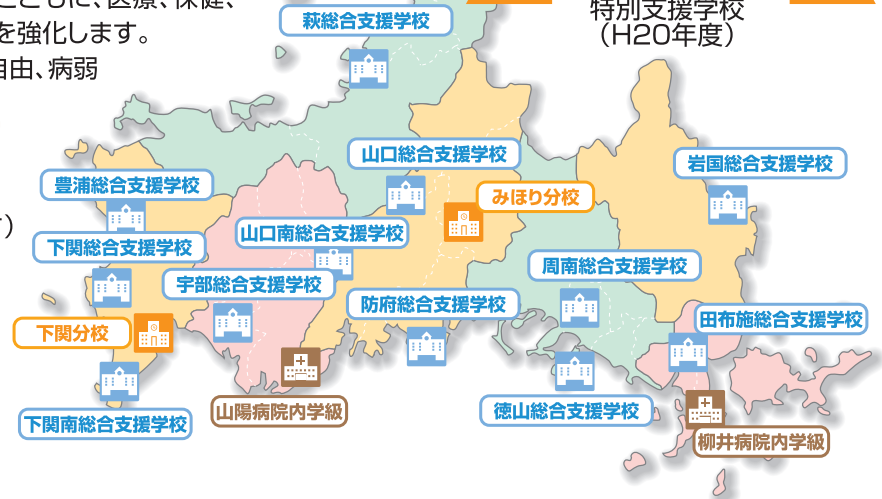 ともに、医療、保健、
を強化します。
自由、病弱
特別支援学校
（H20年度）
萩総合支援学校
山口総合支援学校
岩国総合支援学校
豊浦総合支援学校
みほり分校
下関総合支援学校
山口南総合支援学校
宇部総合支援学校
周南総合支援学校
防府総合支援学校
下関分校
田布施総合支援学校
山陽病院内学級
徳山総合支援学校
下関南総合支援学校
柳井病院内学級